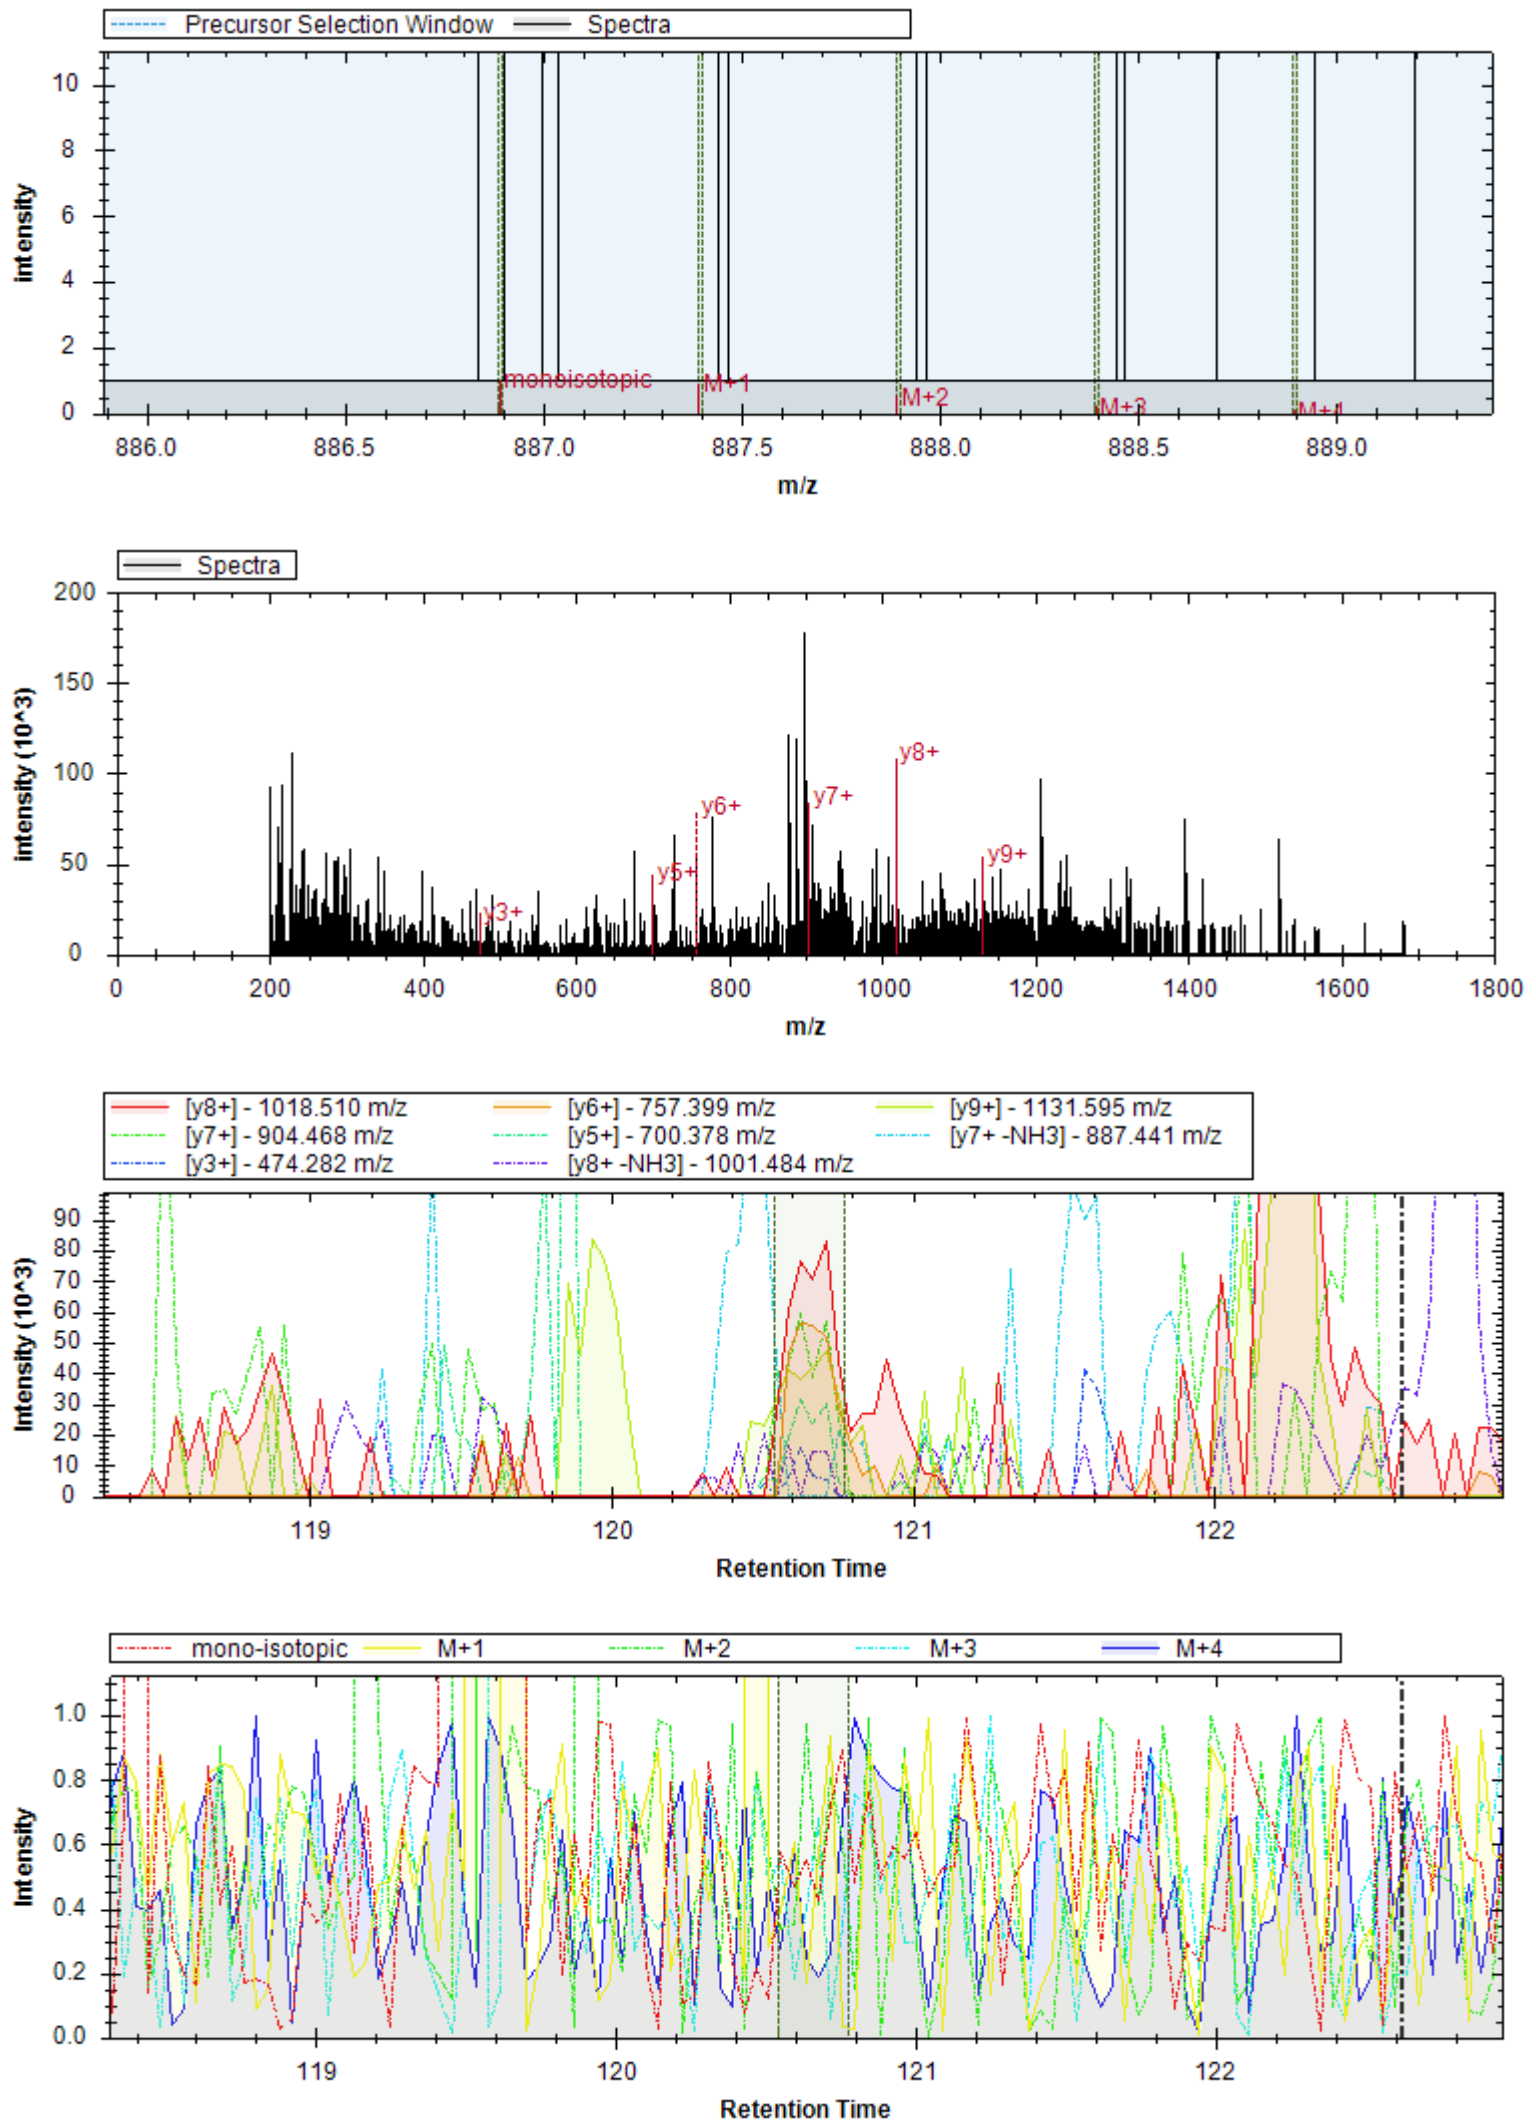 Precursor Selection Window Spectra
10
8
6
4
2
0
intensity
monoisotopic M+1 M+2 M+3 M+4
886.0 886.5 887.0 887.5 888.0 888.5 889.0
m/z
Spectra
200
150
100
50
0
intensity (10^3)
y3+ y5+ y6+ y7+ y8+ y9+
0 200 400 600 800 1000 1200 1400 1600 1800
m/z
[y8+] - 1018.510 m/z [y6+] - 757.399 m/z [y9+] - 1131.595 m/z
[y7+] - 904.468 m/z [y5+] - 700.378 m/z [y7+ -NH3] - 887.441 m/z
[y3+] - 474.282 m/z [y8+ -NH3] - 1001.484 m/z
90
80
70
60
50
40
30
20
10
0
Intensity (10^3)
119 120 121 122
Retention Time
mono-isotopic M+1 M+2 M+3 M+4
1.0
0.8
0.6
0.4
0.2
0.0
Intensity
119 120 121 122
Retention Time